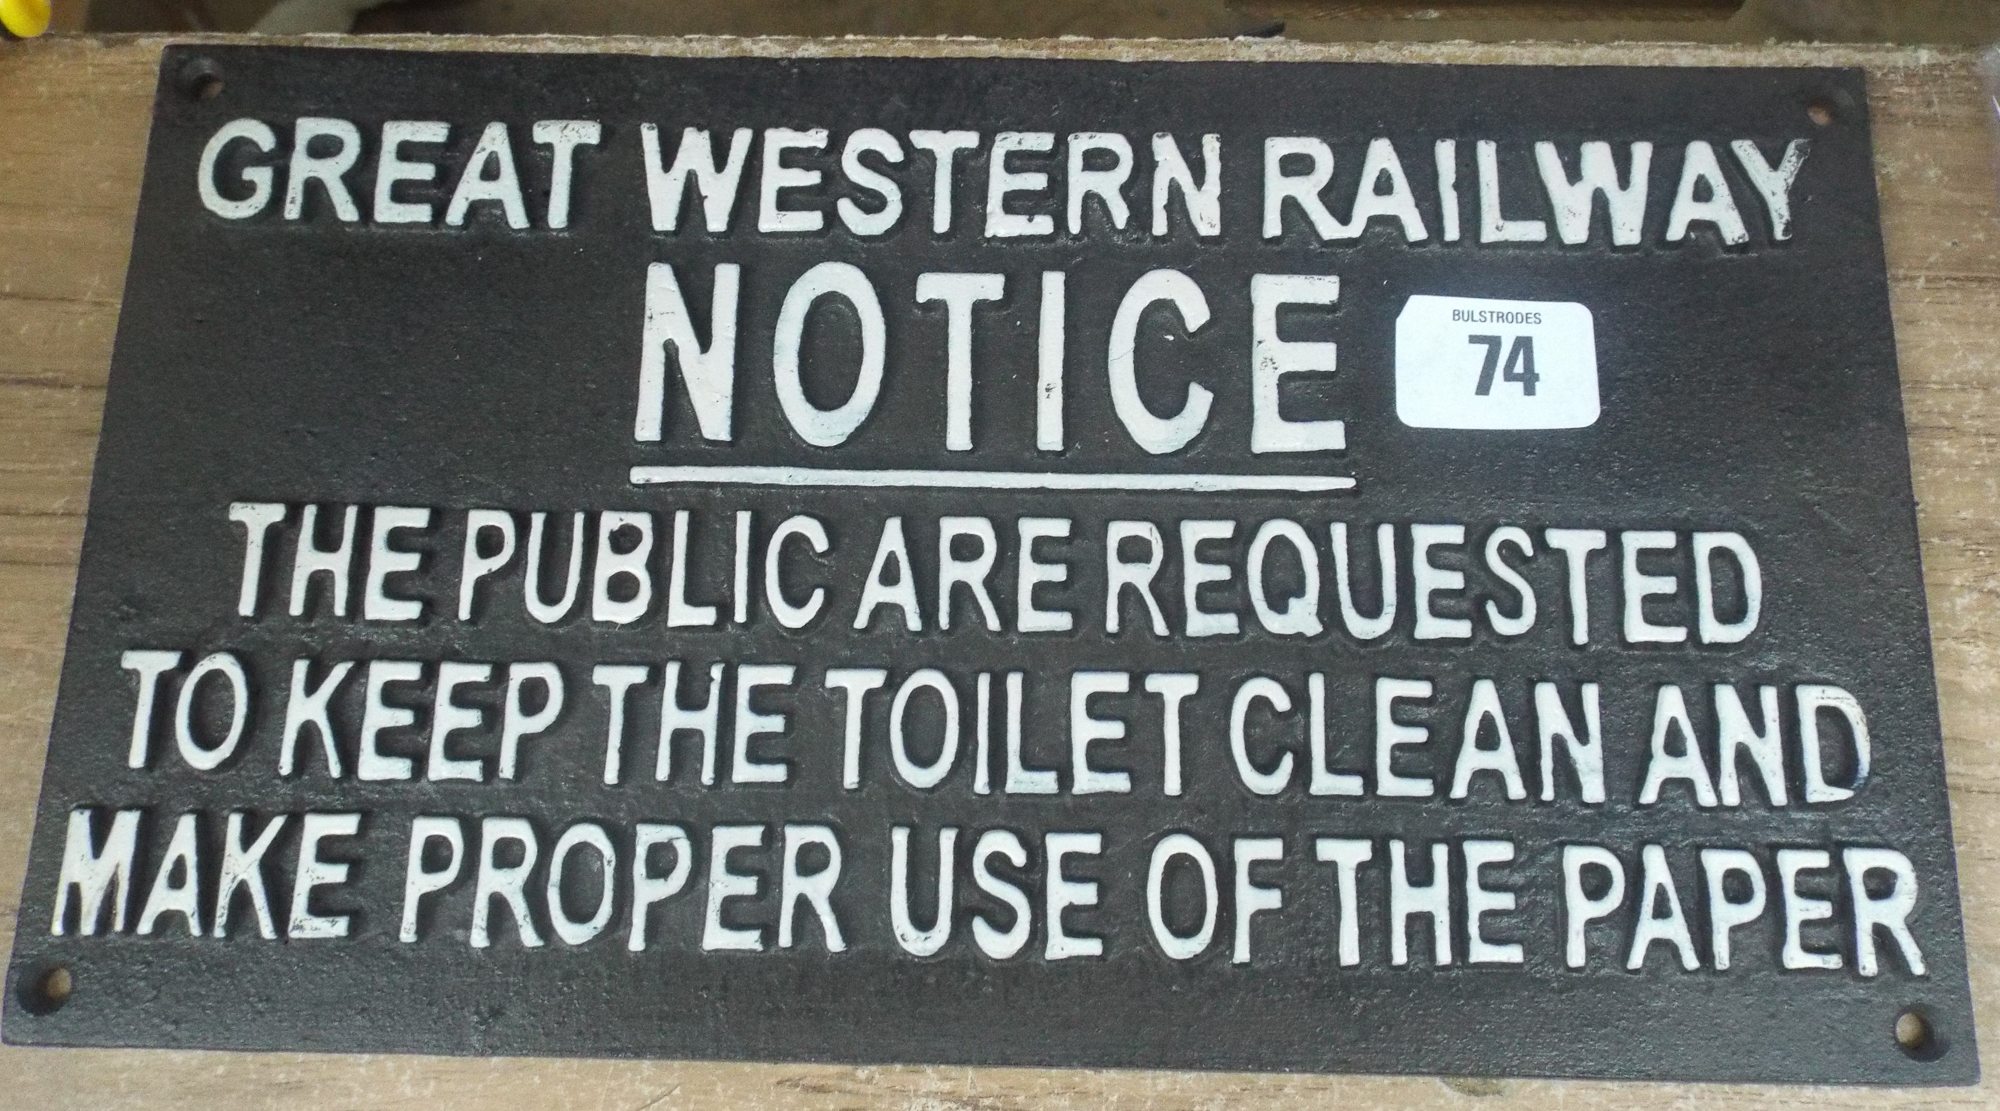 GREAT WESTERN RAILWAY
NOTICE
BULSTRODES
74
THE PUBLIC ARE REQUESTED
TO KEEP THE TOILET CLEAN AND
MAKE PROPER USE OF THE PAPER